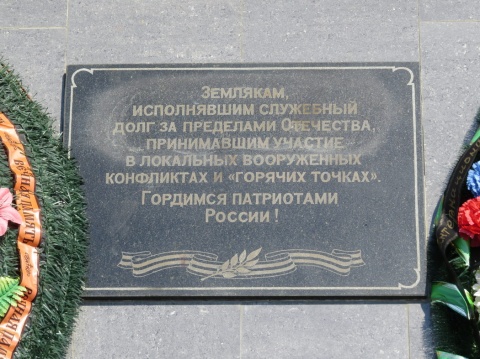 Землякам,
исполнявшим служебный
долг за пределами Отечества,
принимавшим участие
в локальных вооруженных
конфликтах и «горячих точках».
Гордимся патриотами
России!